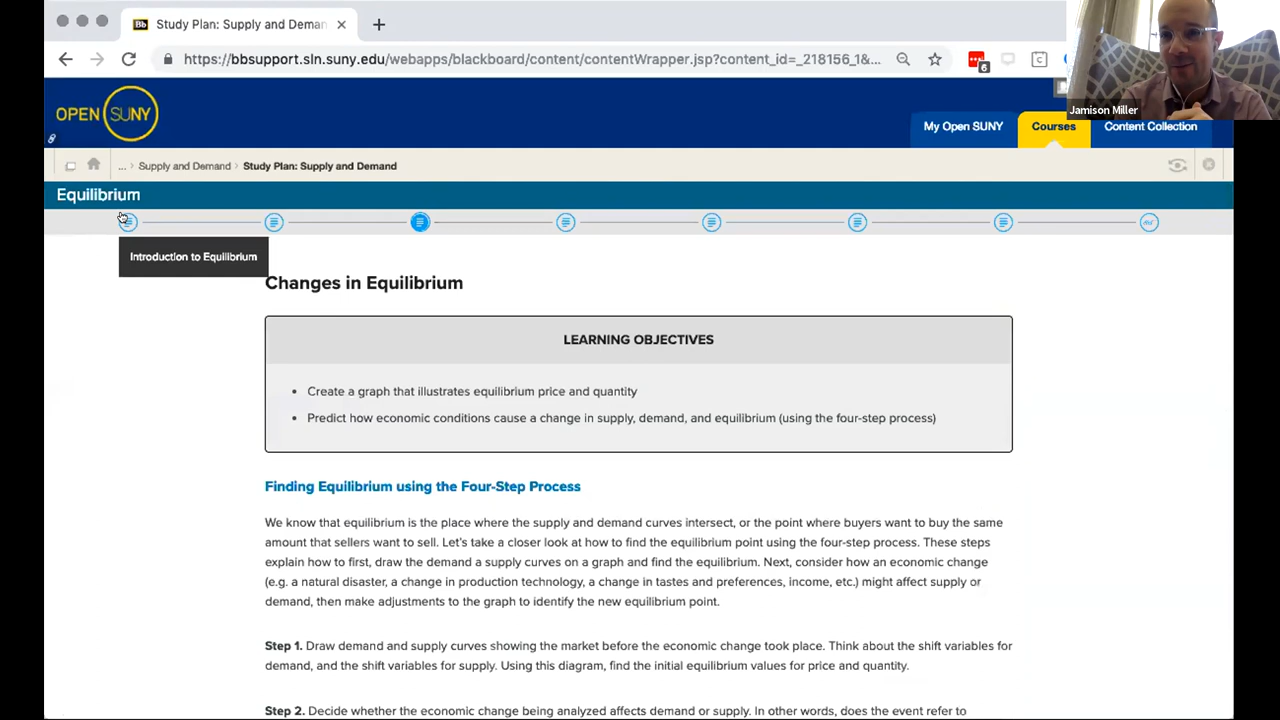 Bb Study Plan: Supply and Deman
https://bbsupport.sln.suny.edu/webapps/blackboard/content/contentWrapper.jsp?content_id=_218156_1&...
6
C
Jamison Miller
OPEN SUNY
My Open SUNY
Courses
Content Collection
... > Supply and Demand > Study Plan: Supply and Demand
Equilibrium
Introduction to Equilibrium
Changes in Equilibrium
LEARNING OBJECTIVES
• Create a graph that illustrates equilibrium price and quantity
• Predict how economic conditions cause a change in supply, demand, and equilibrium (using the four-step process)
Finding Equilibrium using the Four-Step Process
We know that equilibrium is the place where the supply and demand curves intersect, or the point where buyers want to buy the same
amount that sellers want to sell. Let's take a closer look at how to find the equilibrium point using the four-step process. These steps
explain how to first, draw the demand a supply curves on a graph and find the equilibrium. Next, consider how an economic change
(e.g. a natural disaster, a change in production technology, a change in tastes and preferences, income, etc.) might affect supply or
demand, then make adjustments to the graph to identify the new equilibrium point.
Step 1. Draw demand and supply curves showing the market before the economic change took place. Think about the shift variables for
demand, and the shift variables for supply. Using this diagram, find the initial equilibrium values for price and quantity.
Step 2. Decide whether the economic change being analyzed affects demand or supply. In other words, does the event refer to